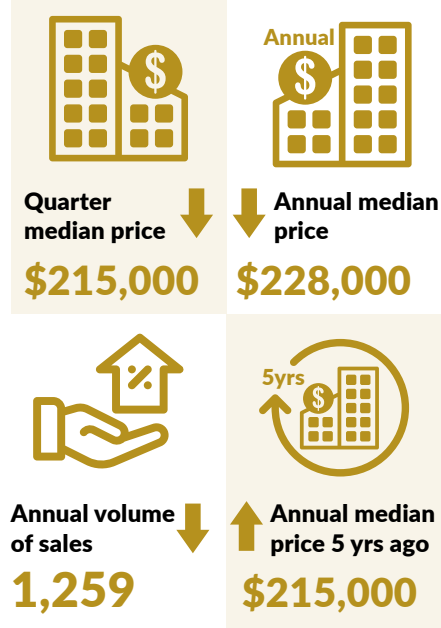 $
Annual
$
Quarter
median price
$215,000
Annual median
price
$228,000
%
5yrs
$
Annual volume
of sales
1,259
Annual median
price 5 yrs ago
$215,000